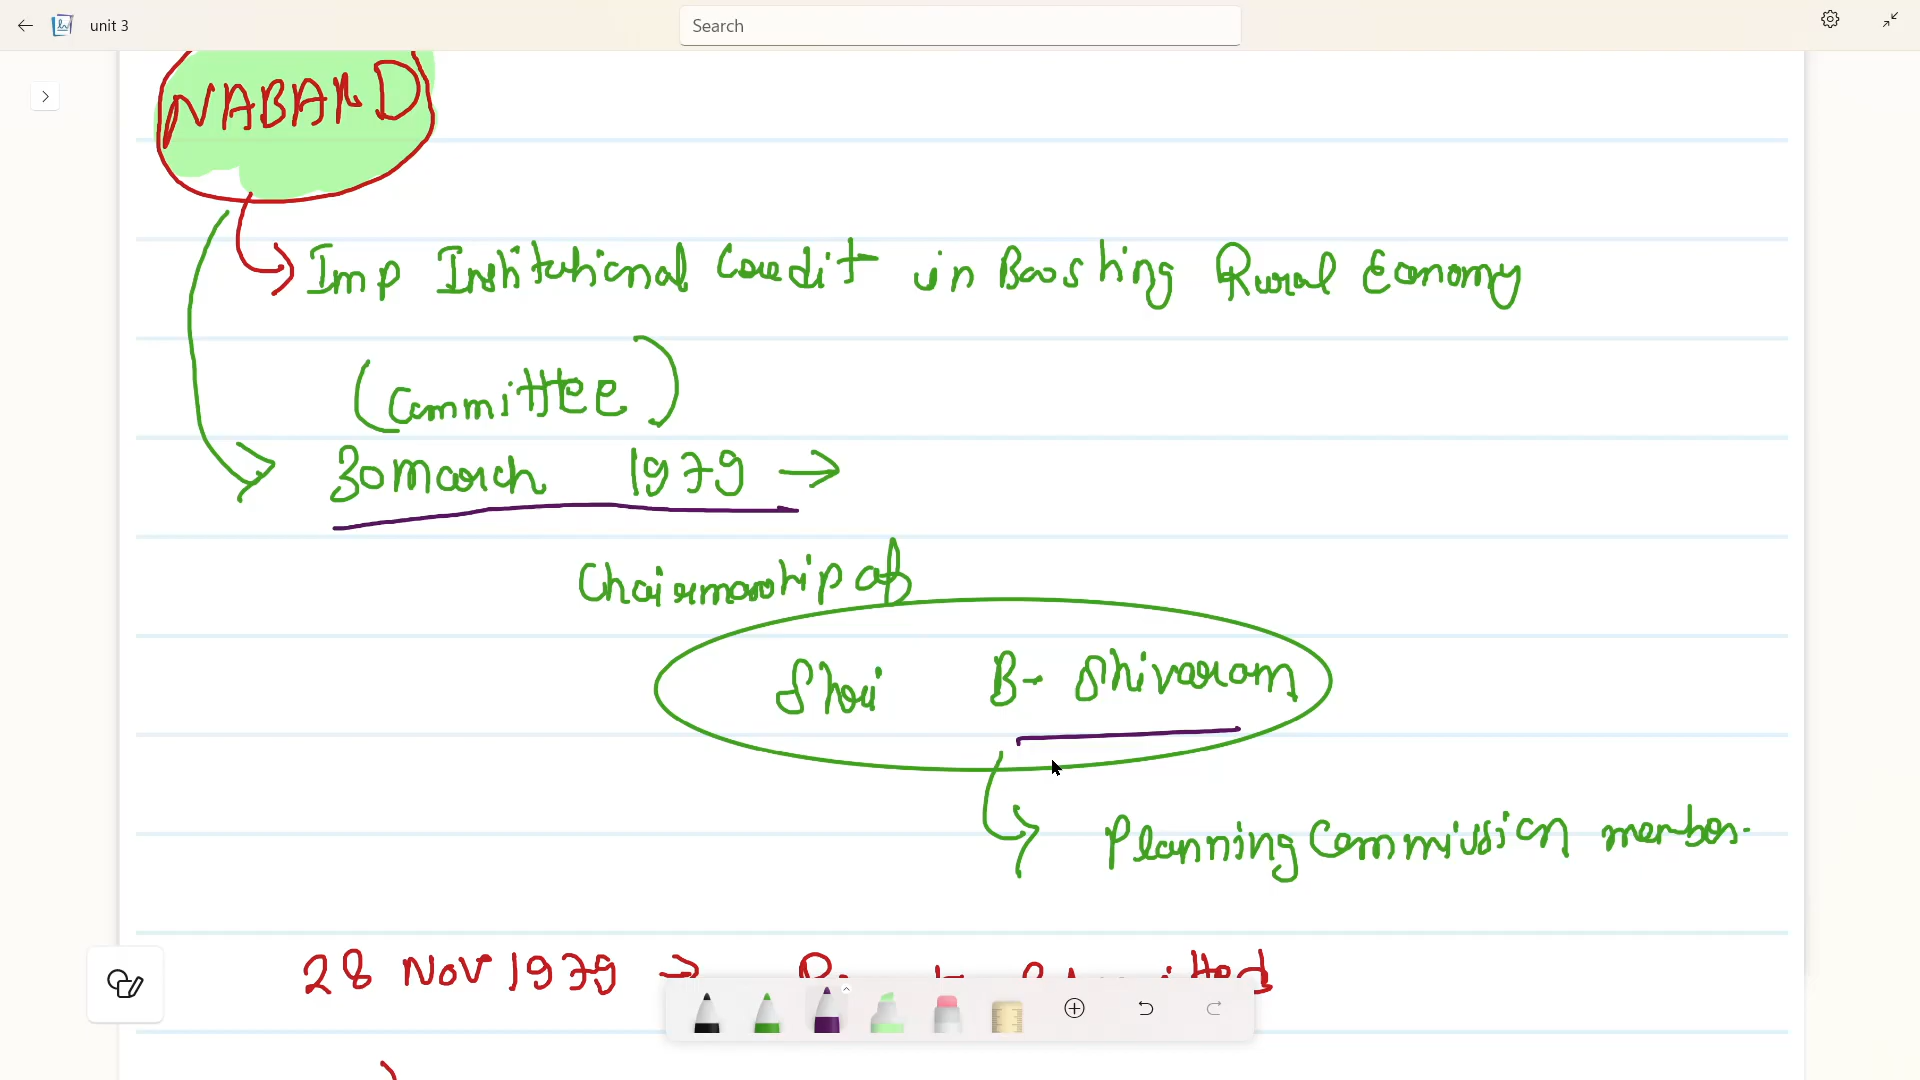 unit 3
Search
NABARD
Imp Institutional Credit in Boosting Rural Economy
(Committee)
30 March 1979 →
Chairmanship of
Shri B- Shivaram
Planning Commission member.
28 Nov 1979 →